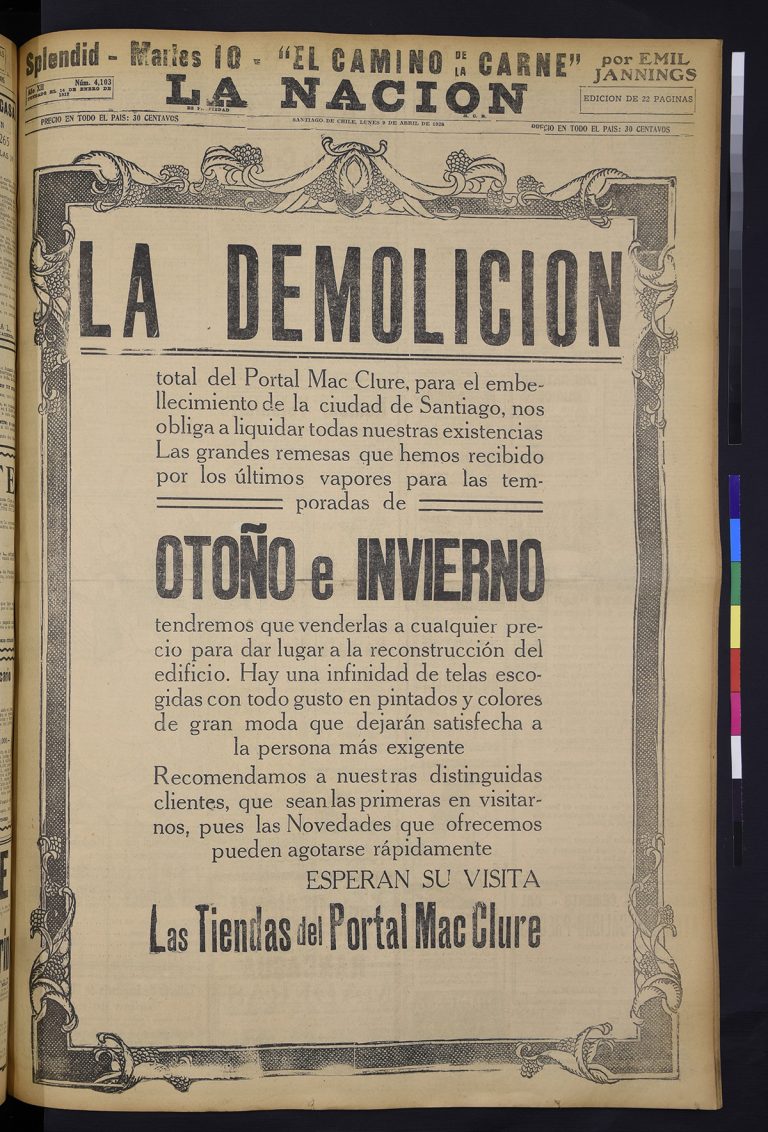 Splendid - Martes 10 - "EL CAMINO DE LA CARNE" por EMIL JANNINGS
Año XII Núm. 4,103
LA NACION
EDICION DE 22 PAGINAS
ES PROPIEDAD
PRECIO EN TODO EL PAIS: 30 CENTAVOS
SANTIAGO DE CHILE, LUNES 9 DE ABRIL DE 1928
PRECIO EN TODO EL PAIS: 30 CENTAVOS
LA DEMOLICION
total del Portal Mac Clure, para el embe-
llecimiento de la ciudad de Santiago, nos
obliga a liquidar todas nuestras existencias
Las grandes remesas que hemos recibido
por los últimos vapores para las tem-
poradas de
OTOÑO e INVIERNO
tendremos que venderlas a cualquier pre-
cio para dar lugar a la reconstrucción del
edificio. Hay una infinidad de telas esco-
gidas con todo gusto en pintados y colores
de gran moda que dejarán satisfecha a
la persona más exigente
Recomendamos a nuestras distinguidas
clientes, que sean las primeras en visitar-
nos, pues las Novedades que ofrecemos
pueden agotarse rápidamente
ESPERAN SU VISITA
Las Tiendas del Portal Mac Clure